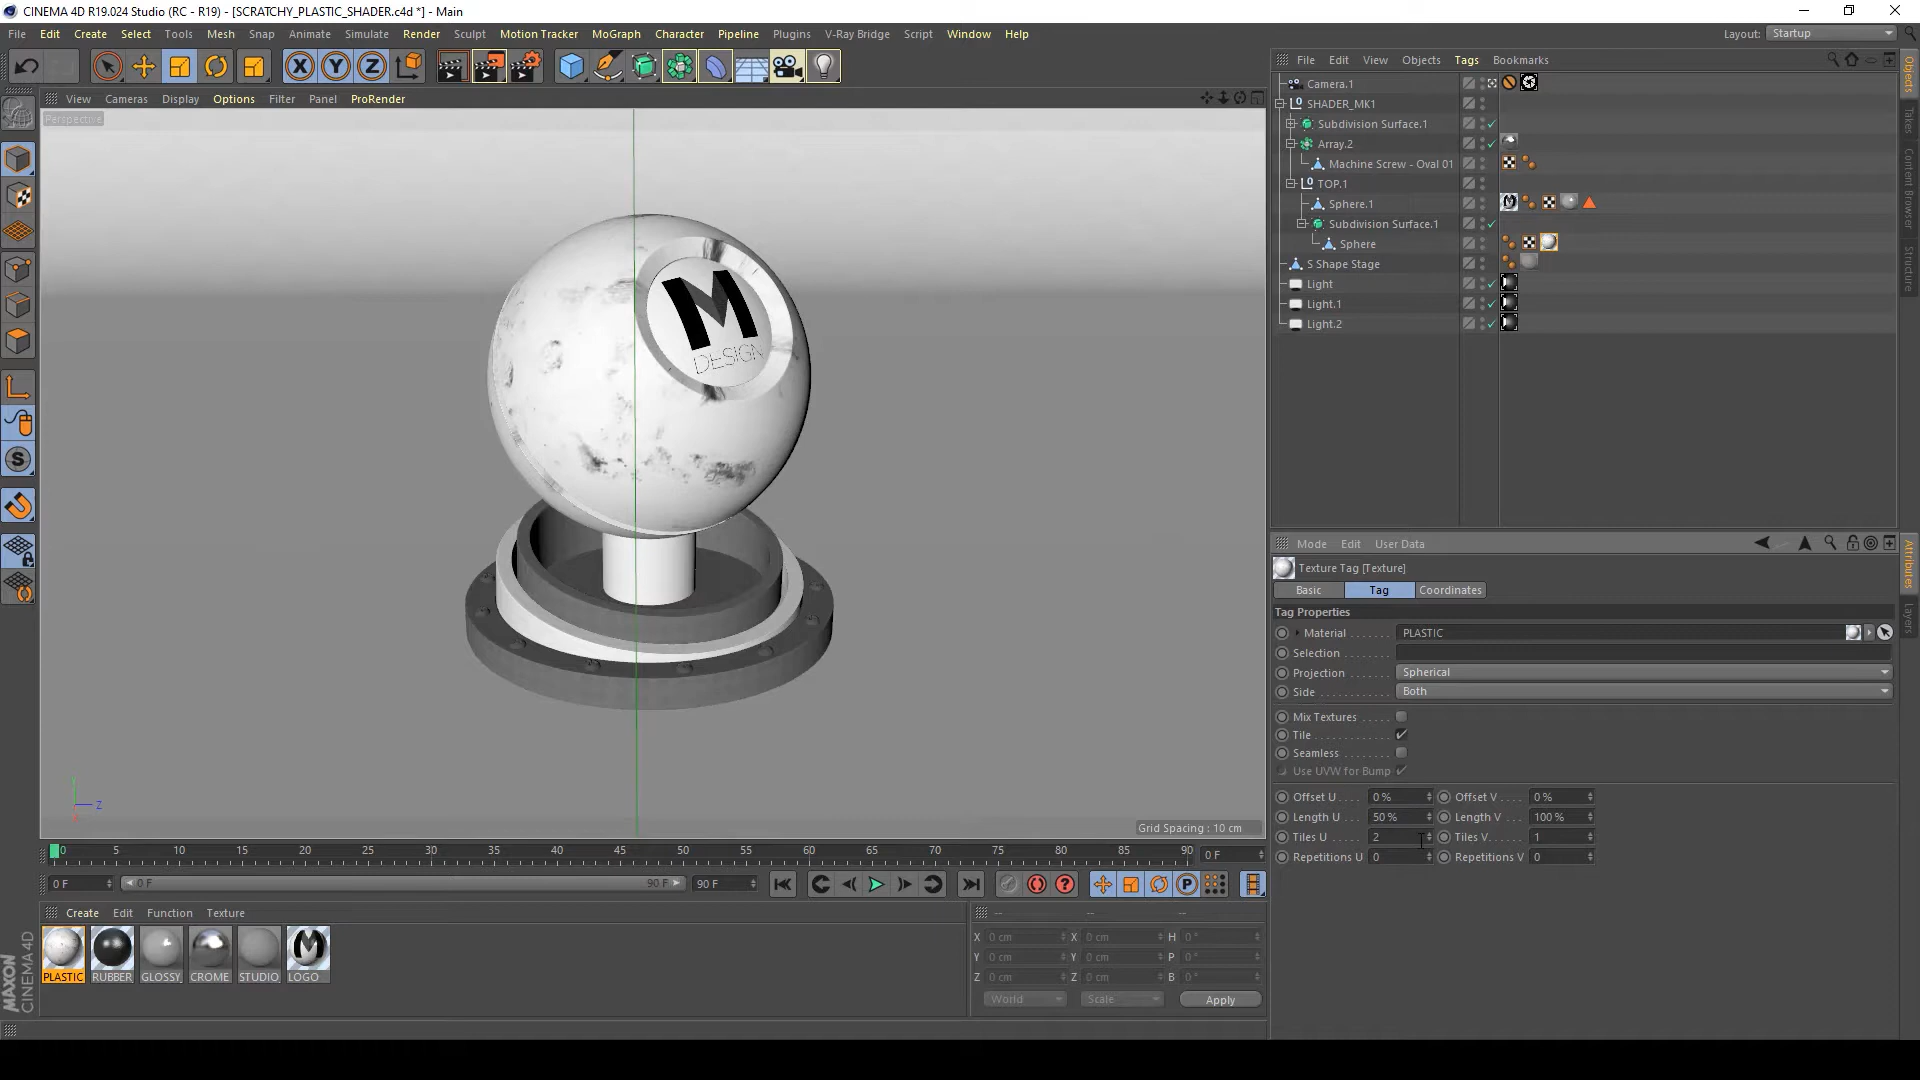 CINEMA 4D R19.024 Studio (RC - R19) - [SCRATCHY_PLASTIC_SHADER.c4d *] - Main
File Edit Create Select Tools Mesh Snap Animate Simulate Render Sculpt Motion Tracker MoGraph Character Pipeline Plugins V-Ray Bridge Script Window Help Layout: Startup
X Y Z
File Edit View Objects Tags Bookmarks
View Cameras Display Options Filter Panel ProRender
Perspective
Camera.1
SHADER_MK1
Subdivision Surface.1
Array.2
Machine Screw - Oval 01
TOP.1
Sphere.1
Subdivision Surface.1
Sphere
S Shape Stage
Light
Light.1
Light.2
Objects
Takes
Content Browser
Structure
M
DESIGN
S
Mode Edit User Data
Texture Tag [Texture]
Basic Tag Coordinates
Tag Properties
Material PLASTIC
Selection
Projection Spherical
Side Both
Mix Textures
Tile
Seamless
Use UVW for Bump
Offset U 0 % Offset V 0 %
Length U 50 % Length V 100 %
Tiles U 2 Tiles V 1
Repetitions U 0 Repetitions V 0
Attributes
Layers
Z
Grid Spacing : 10 cm
0 5 10 15 20 25 30 35 40 45 50 55 60 65 70 75 80 85 90 0 F
0 F 0 F 90 F 90 F
P
Create Edit Function Texture
PLASTIC RUBBER GLOSSY CROME STUDIO LOGO
-- -- --
X 0 cm X 0 cm H 0 °
Y 0 cm Y 0 cm P 0 °
Z 0 cm Z 0 cm B 0 °
World Scale Apply
MAXON
CINEMA 4D